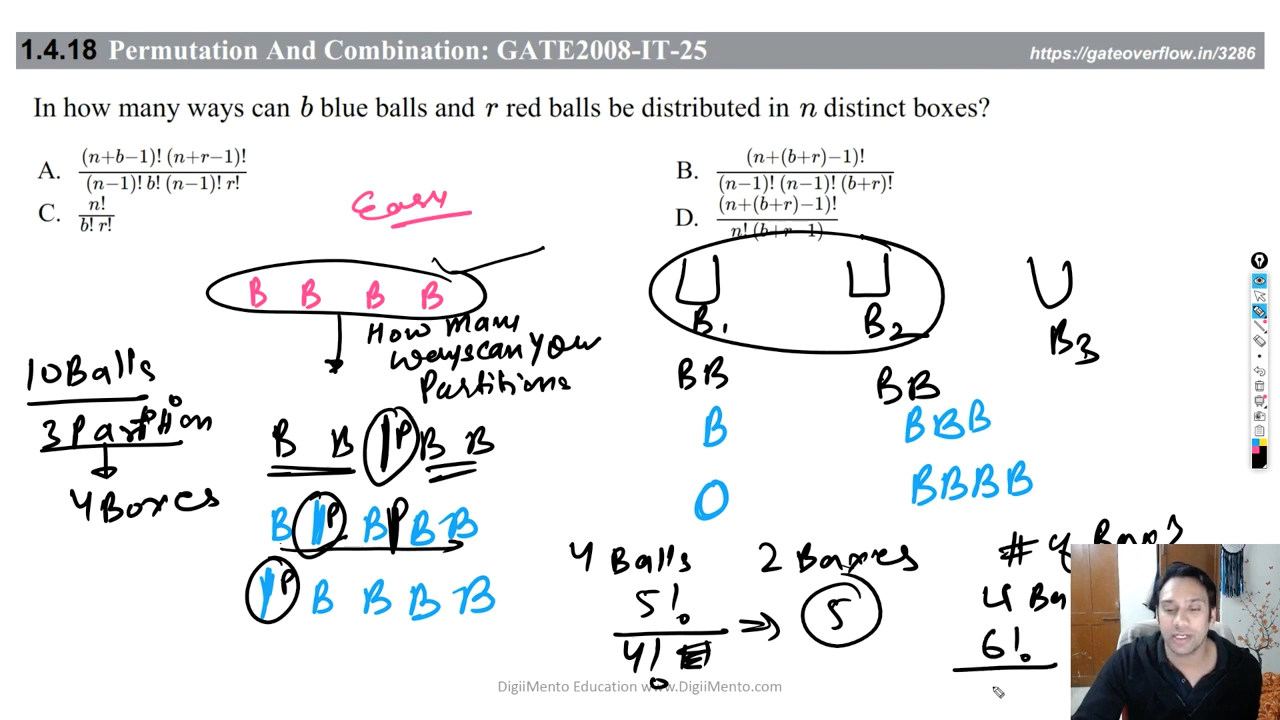 1.4.18 Permutation And Combination: GATE2008-IT-25 https://gateoverflow.in/3286
In how many ways can b blue balls and r red balls be distributed in n distinct boxes?
A. (n+b−1)! (n+r−1)! / (n−1)! b! (n−1)! r!
B. (n+(b+r)−1)! / (n−1)! (n−1)! (b+r)!
C. n! / b! r!
D. (n+(b+r)−1)! / n! (b+r−1)
Easy
B B B B
How many
ways can you
Partitions
10 Balls
3 Partition
4 Boxes
B B P B B
B P B P B B
P B B B B
B1 B2 B3
BB BB
B BBB
0 BBBB
4 Balls 2 Boxes
5! / 4! ⇒ 5
#
4 Ba
6!
DigiiMento Education www.DigiMento.com